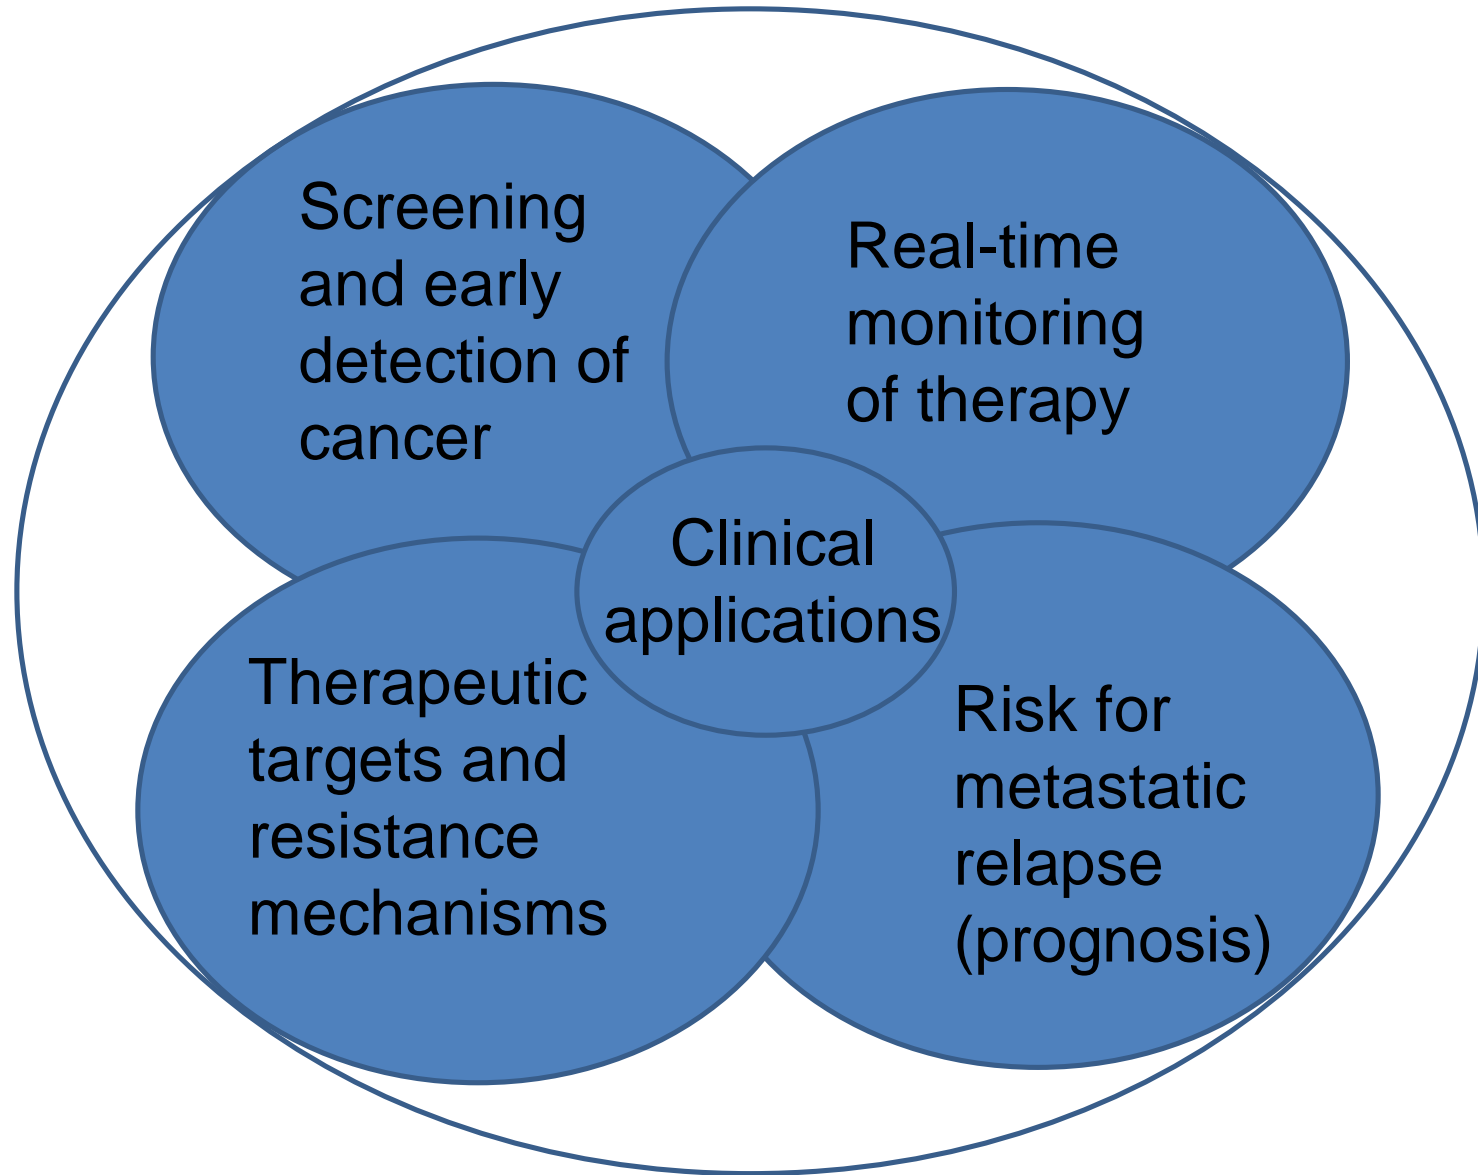 Screening
and early
detection of
cancer
Real-time
monitoring
of therapy
Clinical
applications
Therapeutic
targets and
resistance
mechanisms
Risk for
metastatic
relapse
(prognosis)